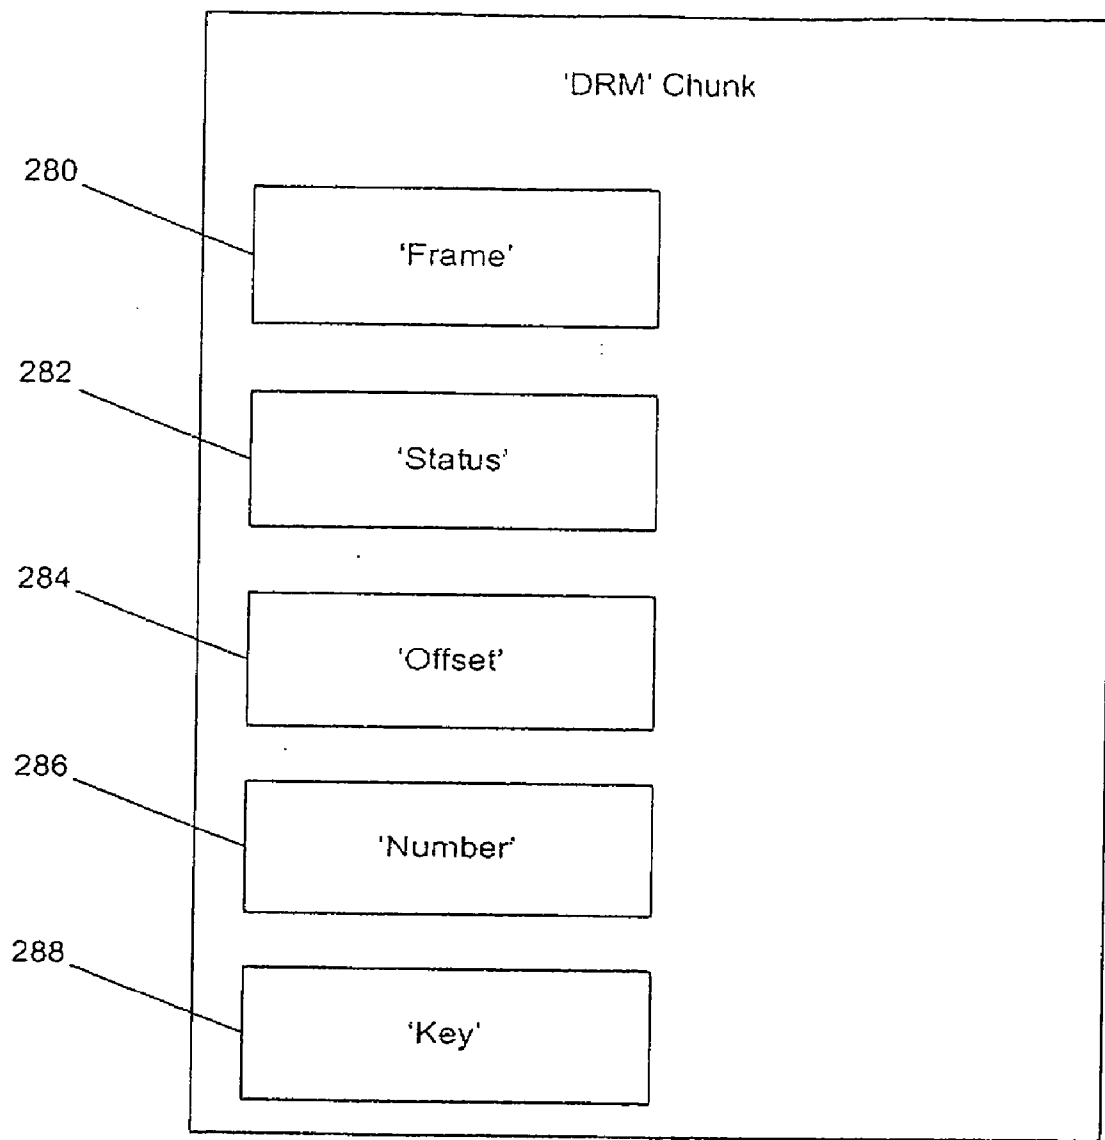 'DRM' Chunk
280
'Frame'
282
'Status'
284
'Offset'
286
'Number'
288
'Key'